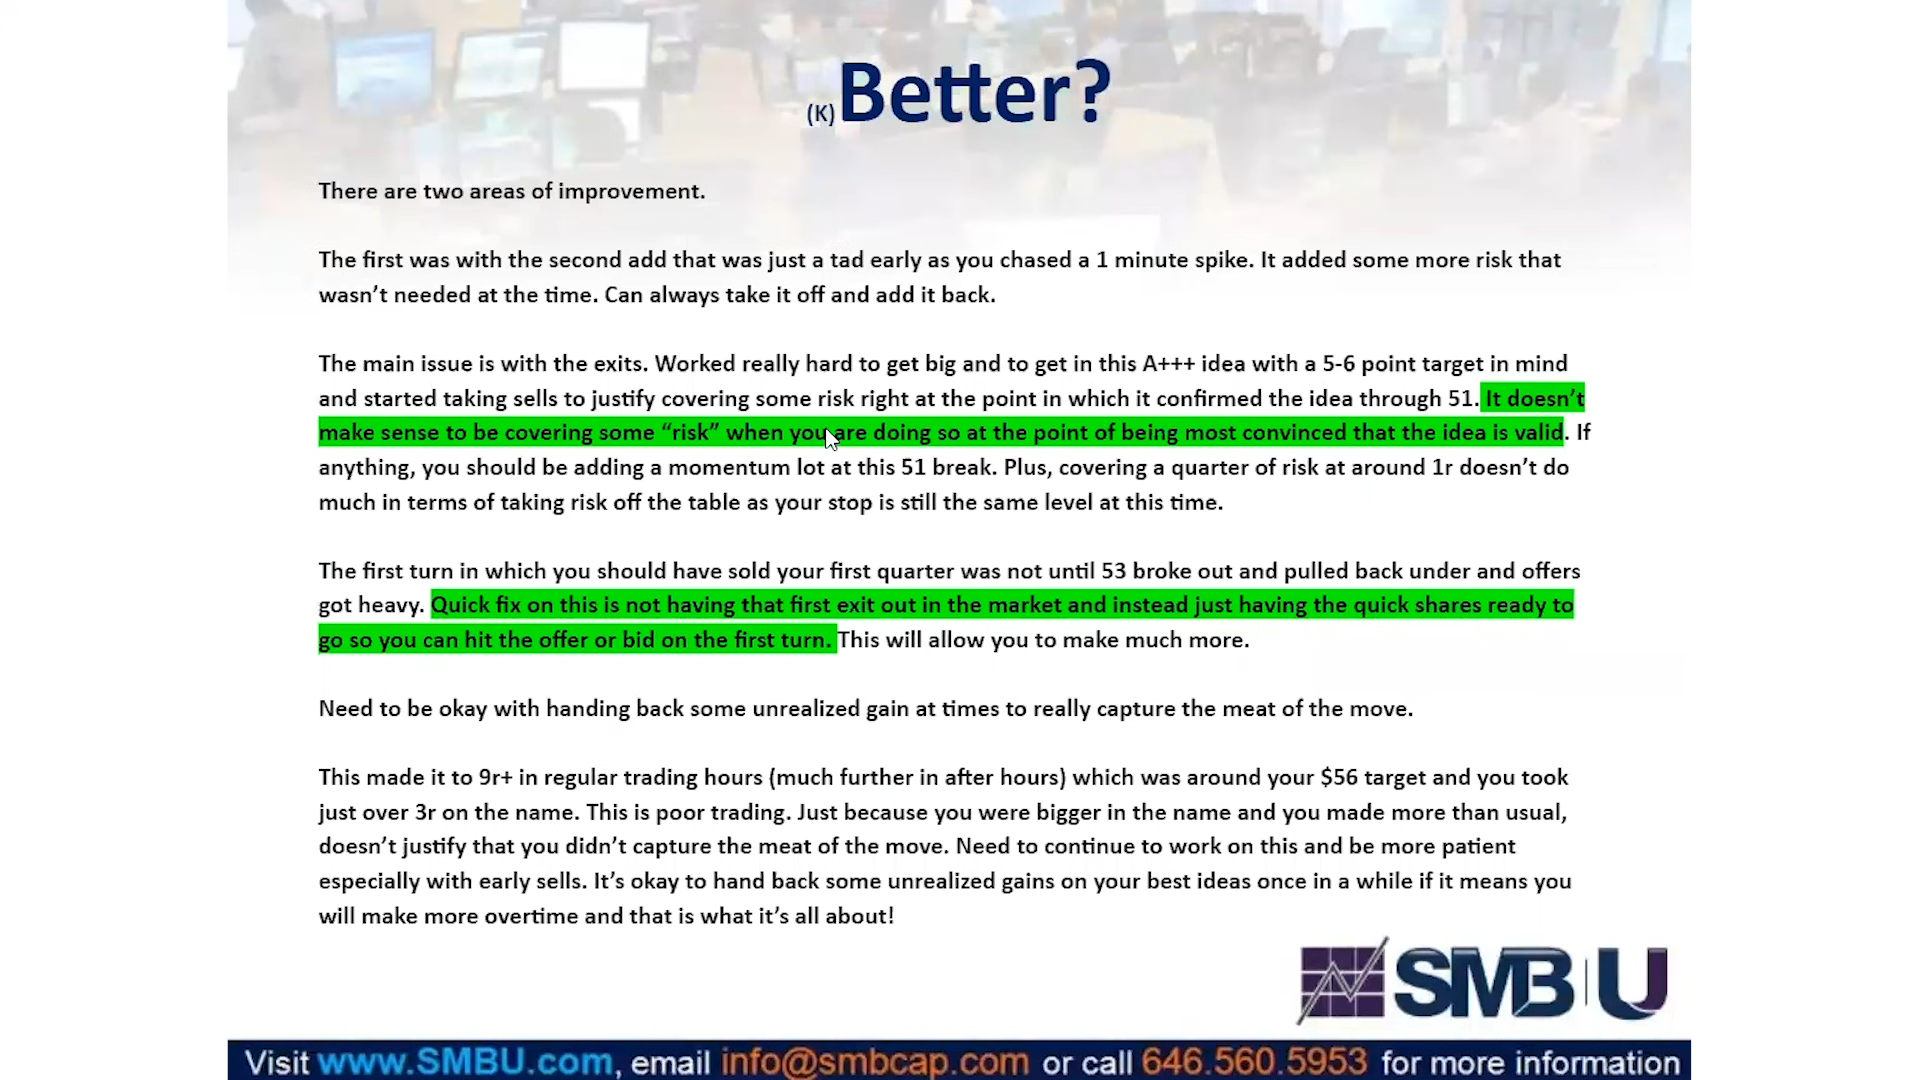 (K) Better?
There are two areas of improvement.
The first was with the second add that was just a tad early as you chased a 1 minute spike. It added some more risk that
wasn’t needed at the time. Can always take it off and add it back.
The main issue is with the exits. Worked really hard to get big and to get in this A+++ idea with a 5-6 point target in mind
and started taking sells to justify covering some risk right at the point in which it confirmed the idea through 51. It doesn’t
make sense to be covering some “risk” when you are doing so at the point of being most convinced that the idea is valid. If
anything, you should be adding a momentum lot at this 51 break. Plus, covering a quarter of risk at around 1r doesn’t do
much in terms of taking risk off the table as your stop is still the same level at this time.
The first turn in which you should have sold your first quarter was not until 53 broke out and pulled back under and offers
got heavy. Quick fix on this is not having that first exit out in the market and instead just having the quick shares ready to
go so you can hit the offer or bid on the first turn. This will allow you to make much more.
Need to be okay with handing back some unrealized gain at times to really capture the meat of the move.
This made it to 9r+ in regular trading hours (much further in after hours) which was around your $56 target and you took
just over 3r on the name. This is poor trading. Just because you were bigger in the name and you made more than usual,
doesn’t justify that you didn’t capture the meat of the move. Need to continue to work on this and be more patient
especially with early sells. It’s okay to hand back some unrealized gains on your best ideas once in a while if it means you
will make more overtime and that is what it’s all about!
SMB U
Visit www.SMBU.com, email info@smbcap.com or call 646.560.5953 for more information